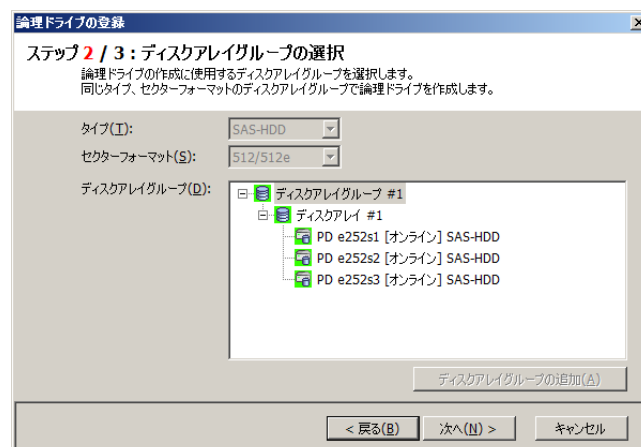 論理ドライブの登録
ステップ 2 / 3 : ディスクアレイグループの選択
論理ドライブの作成に使用するディスクアレイグループを選択します。
同じタイプ、セクターフォーマットのディスクアレイグループで論理ドライブを作成します。
タイプ(T): SAS-HDD
セクターフォーマット(S): 512/512e
ディスクアレイグループ(D):
ディスクアレイグループ #1
ディスクアレイ #1
PD e252s1 [オンライン] SAS-HDD
PD e252s2 [オンライン] SAS-HDD
PD e252s3 [オンライン] SAS-HDD
ディスクアレイグループの追加(A)
< 戻る(B) 次へ(N) > キャンセル